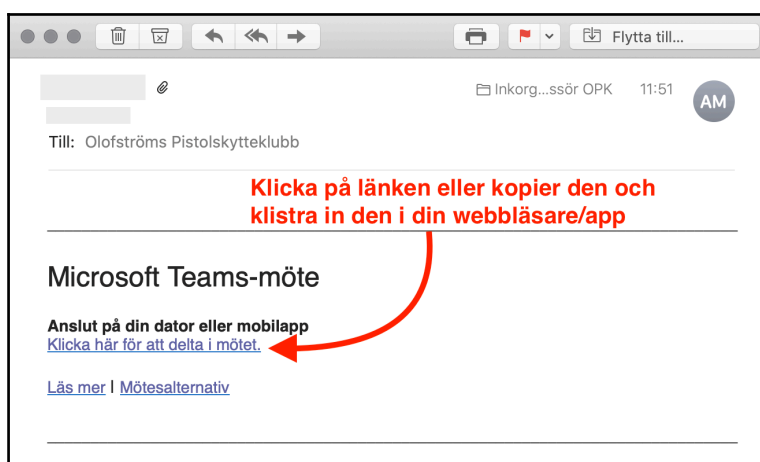 Flytta till...
Inkorg...ssör OPK 11:51
AM
Till: Olofströms Pistolskytteklubb
Klicka på länken eller kopier den och
klistra in den i din webbläsare/app
Microsoft Teams-möte
Anslut på din dator eller mobilapp
Klicka här för att delta i mötet.
Läs mer | Mötesalternativ